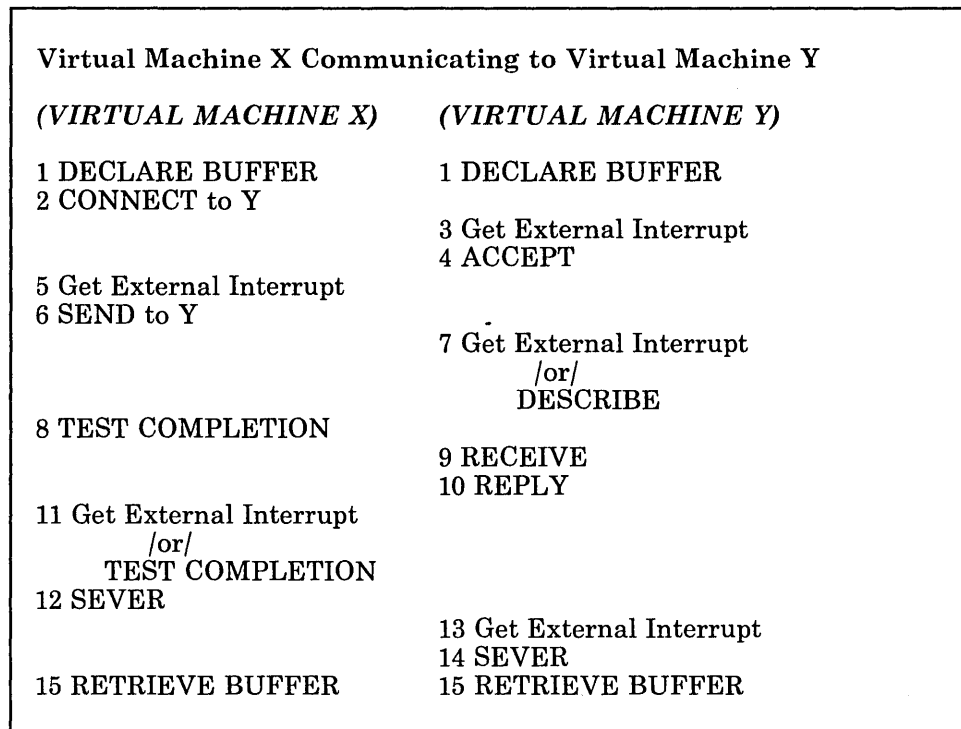 Virtual Machine X Communicating to Virtual Machine Y
(VIRTUAL MACHINE X) (VIRTUAL MACHINE Y)
1 DECLARE BUFFER 1 DECLARE BUFFER
2 CONNECT to Y
3 Get External Interrupt
4 ACCEPT
5 Get External Interrupt
6 SEND to Y
7 Get External Interrupt
/or/
DESCRIBE
8 TEST COMPLETION
9 RECEIVE
10 REPLY
11 Get External Interrupt
/or/
TEST COMPLETION
12 SEVER
13 Get External Interrupt
14 SEVER
15 RETRIEVE BUFFER 15 RETRIEVE BUFFER